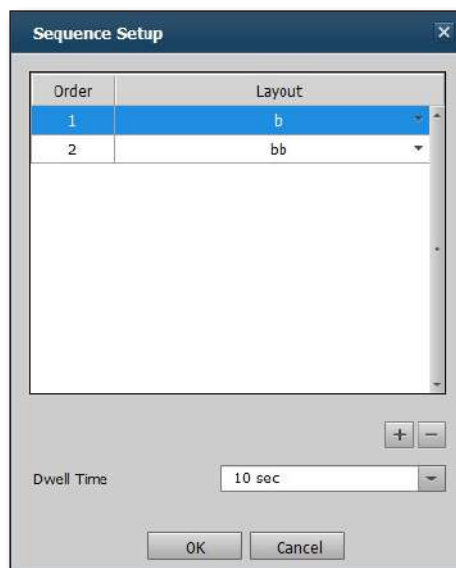 Sequence Setup
Order Layout
1 b
2 bb
+ −
Dwell Time 10 sec
OK Cancel